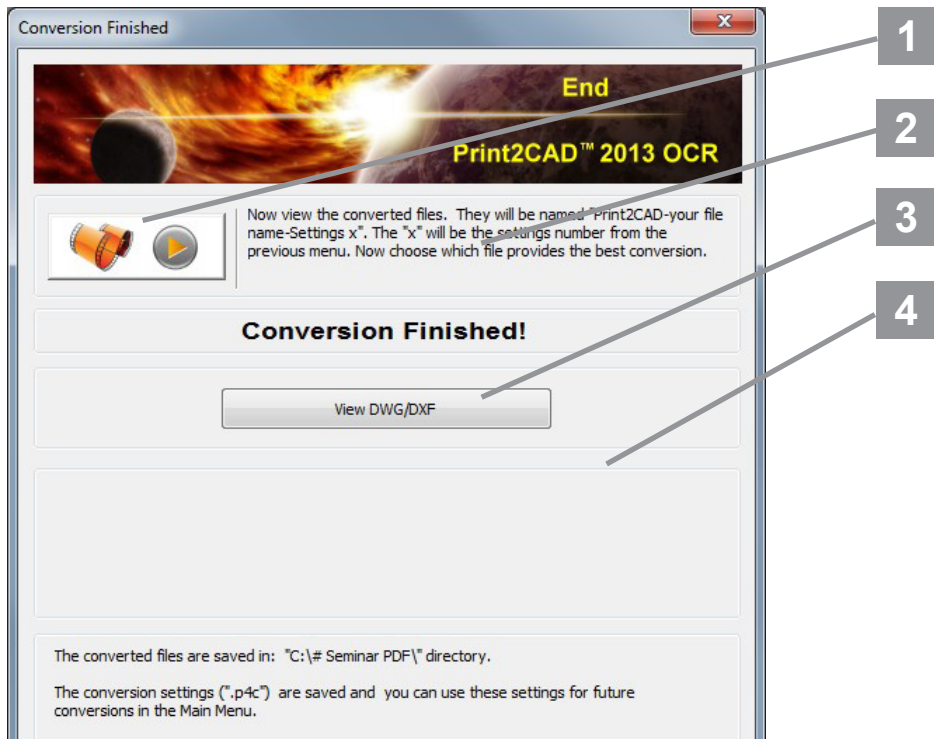 Conversion Finished
X
1
End
Print2CAD™ 2013 OCR
2
Now view the converted files. They will be named "Print2CAD-your file
name-Settings x". The "x" will be the settings number from the
previous menu. Now choose which file provides the best conversion.
3
4
Conversion Finished!
View DWG/DXF
The converted files are saved in: "C:\# Seminar PDF\" directory.
The conversion settings (".p4c") are saved and you can use these settings for future
conversions in the Main Menu.